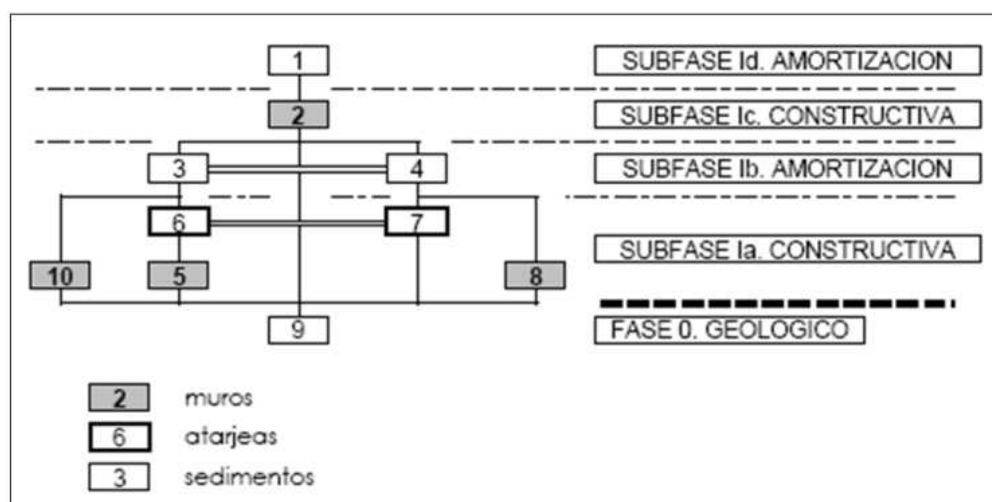 1 SUBFASE Id. AMORTIZACION
2 SUBFASE Ic. CONSTRUCTIVA
3 4 SUBFASE Ib. AMORTIZACION
6 7
SUBFASE Ia. CONSTRUCTIVA
10 5 8
9 FASE 0. GEOLOGICO
2 muros
6 atarjeas
3 sedimentos